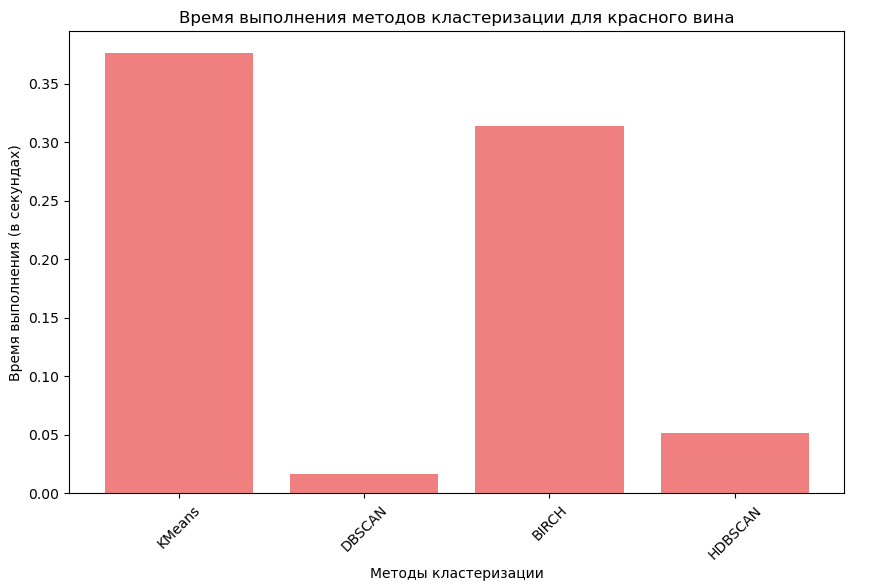 Время выполнения методов кластеризации для красного вина
Время выполнения (в секундах)
0.35
0.30
0.25
0.20
0.15
0.10
0.05
0.00
KMeans
DBSCAN
BIRCH
HDBSCAN
Методы кластеризации